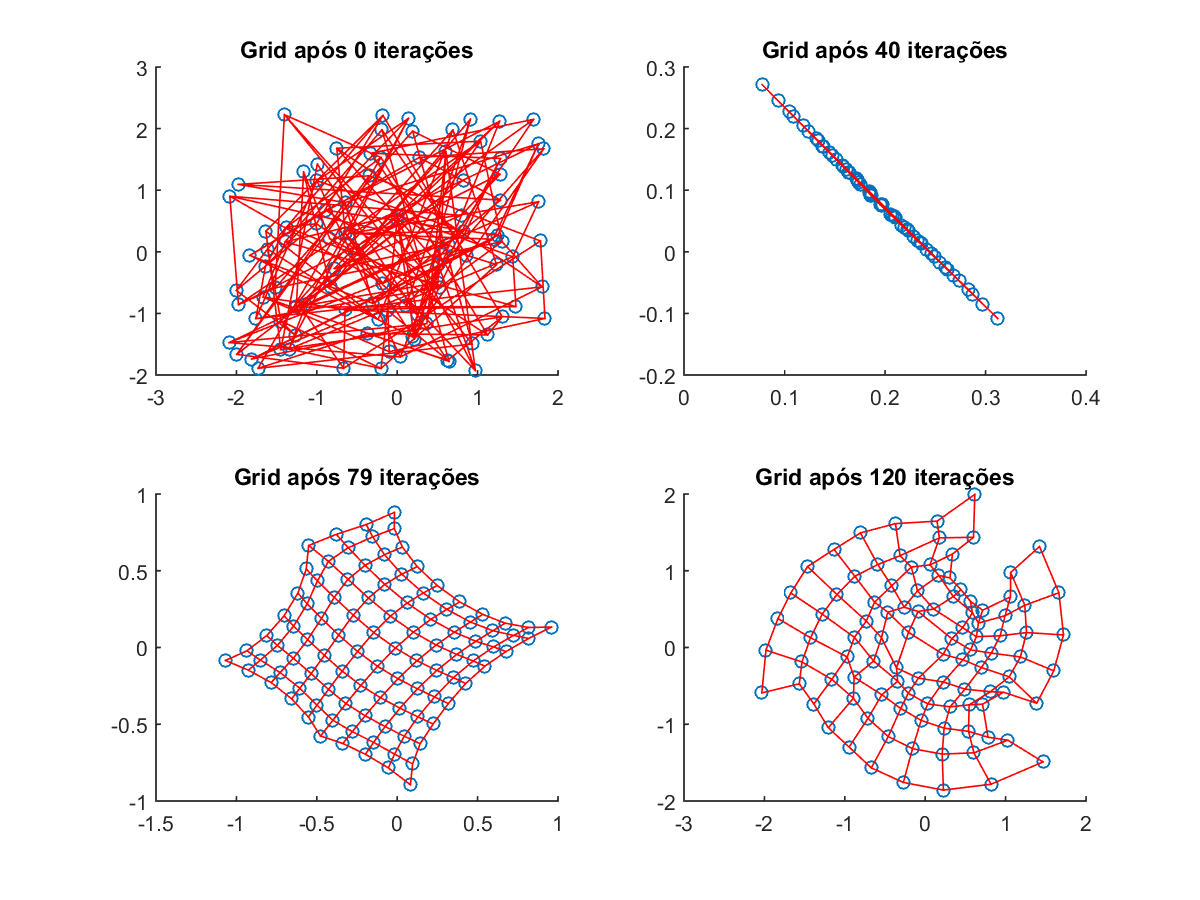 Grid após 0 iterações
3
2
1
0
-1
-2
-3 -2 -1 0 1 2
Grid após 40 iterações
0.3
0.2
0.1
0
-0.1
-0.2
0 0.1 0.2 0.3 0.4
Grid após 79 iterações
1
0.5
0
-0.5
-1
-1.5 -1 -0.5 0 0.5 1
Grid após 120 iterações
2
1
0
-1
-2
-3 -2 -1 0 1 2